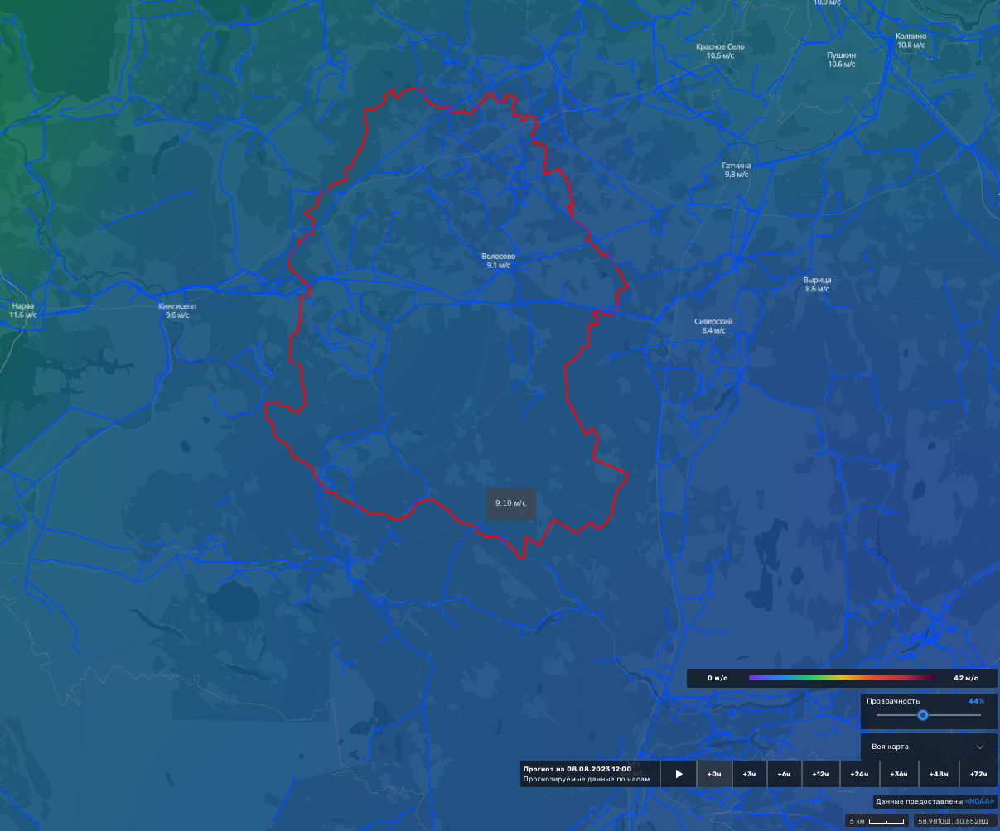 10.9 м/с
Колпино
10.8 м/с
Красное Село
10.6 м/с
Пушкин
10.6 м/с
Гатчина
9.8 м/с
Волосово
9.1 м/с
Вырица
8.6 м/с
Нарва
11.6 м/с
Кингисепп
9.6 м/с
Сиверский
8.4 м/с
9.10 м/с
0 м/с
42 м/с
Прозрачность 44%
Вся карта
Прогноз на 08.08.2023 12:00
Прогнозируемые данные по часам
+0ч +3ч +6ч +12ч +24ч +36ч +48ч +72ч
Данные предоставлены «NOAA»
5 км
58.9810Ш, 30.8528Д